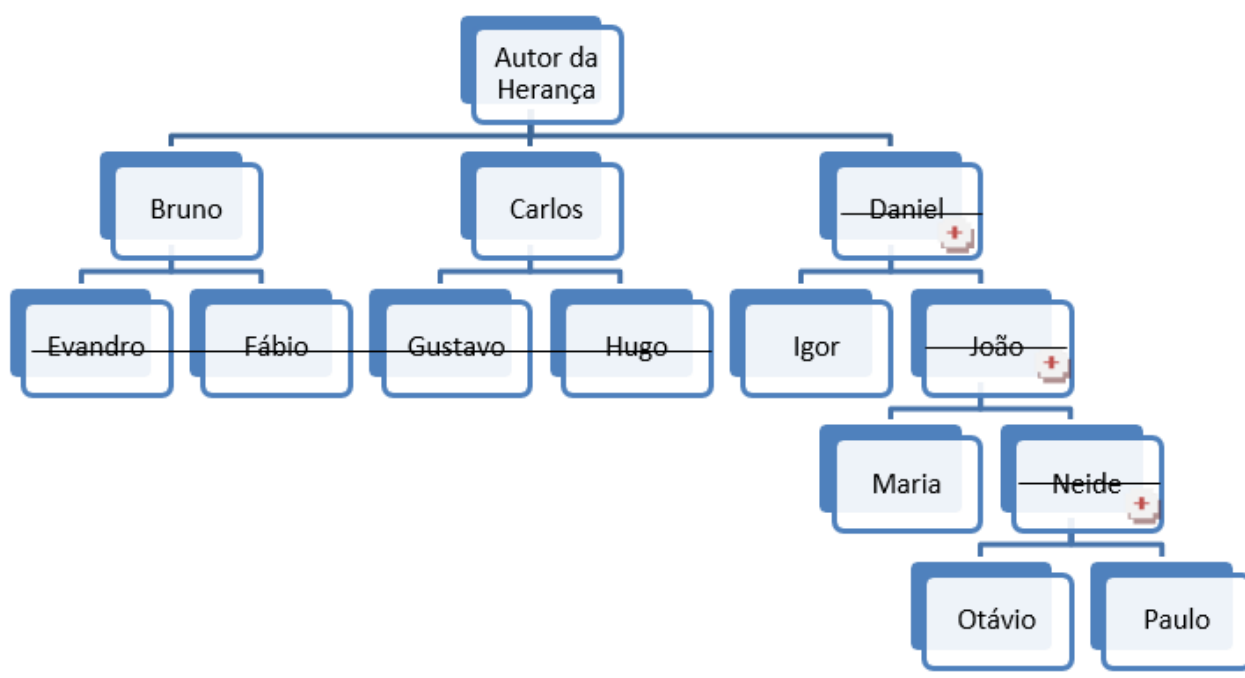 Autor da
Herança
Bruno
Carlos
Daniel
Evandro
Fábio
Gustavo
Hugo
Igor
João
Maria
Neide
Otávio
Paulo